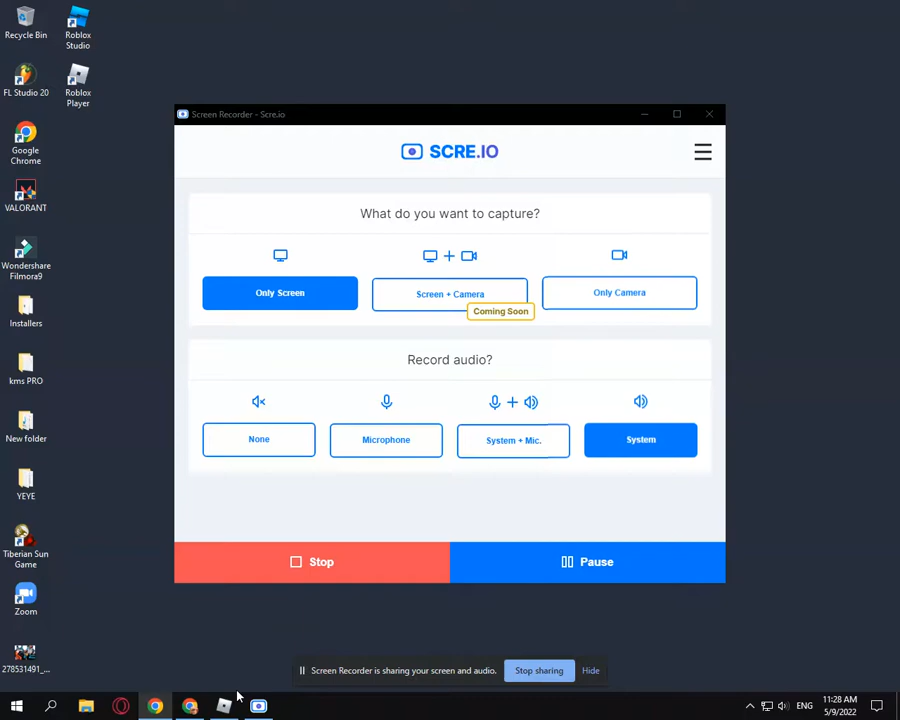 Recycle Bin
Roblox
Studio
FL Studio 20
Roblox
Player
Google
Chrome
VALORANT
Wondershare
Filmora9
Installers
kms PRO
New folder
YEYE
Tiberian Sun
Game
Zoom
278531491_...
Screen Recorder - Scre.io
SCRE.IO
What do you want to capture?
Only Screen
Screen + Camera
Only Camera
Coming Soon
Record audio?
None
Microphone
System + Mic.
System
Stop
Pause
Screen Recorder is sharing your screen and audio.
Stop sharing
Hide
ENG
11:28 AM
5/9/2022